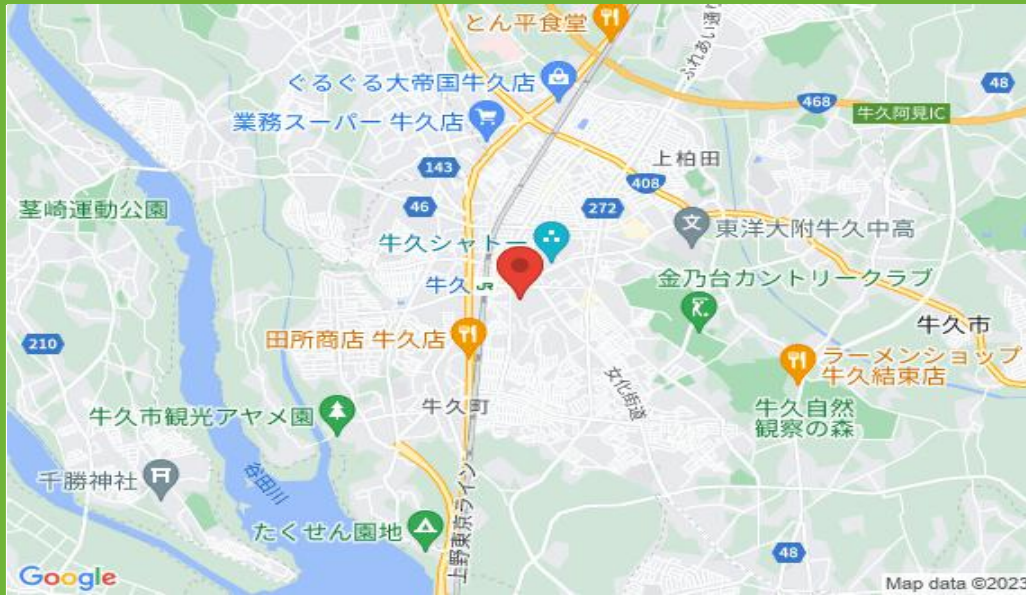 とん平食堂
ふれあい通り
ぐるぐる大帝国牛久店
48
468
牛久阿見IC
業務スーパー 牛久店
上柏田
143
408
茎崎運動公園
46
272
牛久シャトー
文
東洋大附牛久中高
牛久
JR
金乃台カントリークラブ
210
田所商店 牛久店
牛久市
ラーメンショップ
牛久結束店
女化街道
牛久市観光アヤメ園
牛久町
牛久自然
観察の森
千勝神社
谷田川
たくせん園地
上野東京ライン
48
Google
Map data ©2023